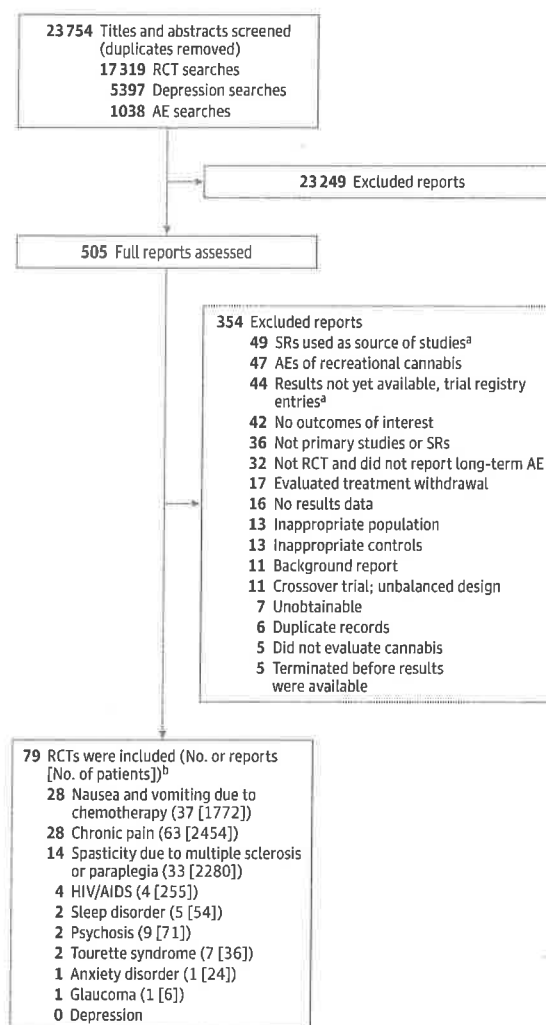 23 754 Titles and abstracts screened
(duplicates removed)
17 319 RCT searches
5397 Depression searches
1038 AE searches
23 249 Excluded reports
505 Full reports assessed
354 Excluded reports
49 SRs used as source of studiesª
47 AEs of recreational cannabis
44 Results not yet available, trial registry
entriesª
42 No outcomes of interest
36 Not primary studies or SRs
32 Not RCT and did not report long-term AE
17 Evaluated treatment withdrawal
16 No results data
13 Inappropriate population
13 Inappropriate controls
11 Background report
11 Crossover trial; unbalanced design
7 Unobtainable
6 Duplicate records
5 Did not evaluate cannabis
5 Terminated before results
were available
79 RCTs were included (No. or reports
[No. of patients])ᵇ
28 Nausea and vomiting due to
chemotherapy (37 [1772])
28 Chronic pain (63 [2454])
14 Spasticity due to multiple sclerosis
or paraplegia (33 [2280])
4 HIV/AIDS (4 [255])
2 Sleep disorder (5 [54])
2 Psychosis (9 [71])
2 Tourette syndrome (7 [36])
1 Anxiety disorder (1 [24])
1 Glaucoma (1 [6])
0 Depression